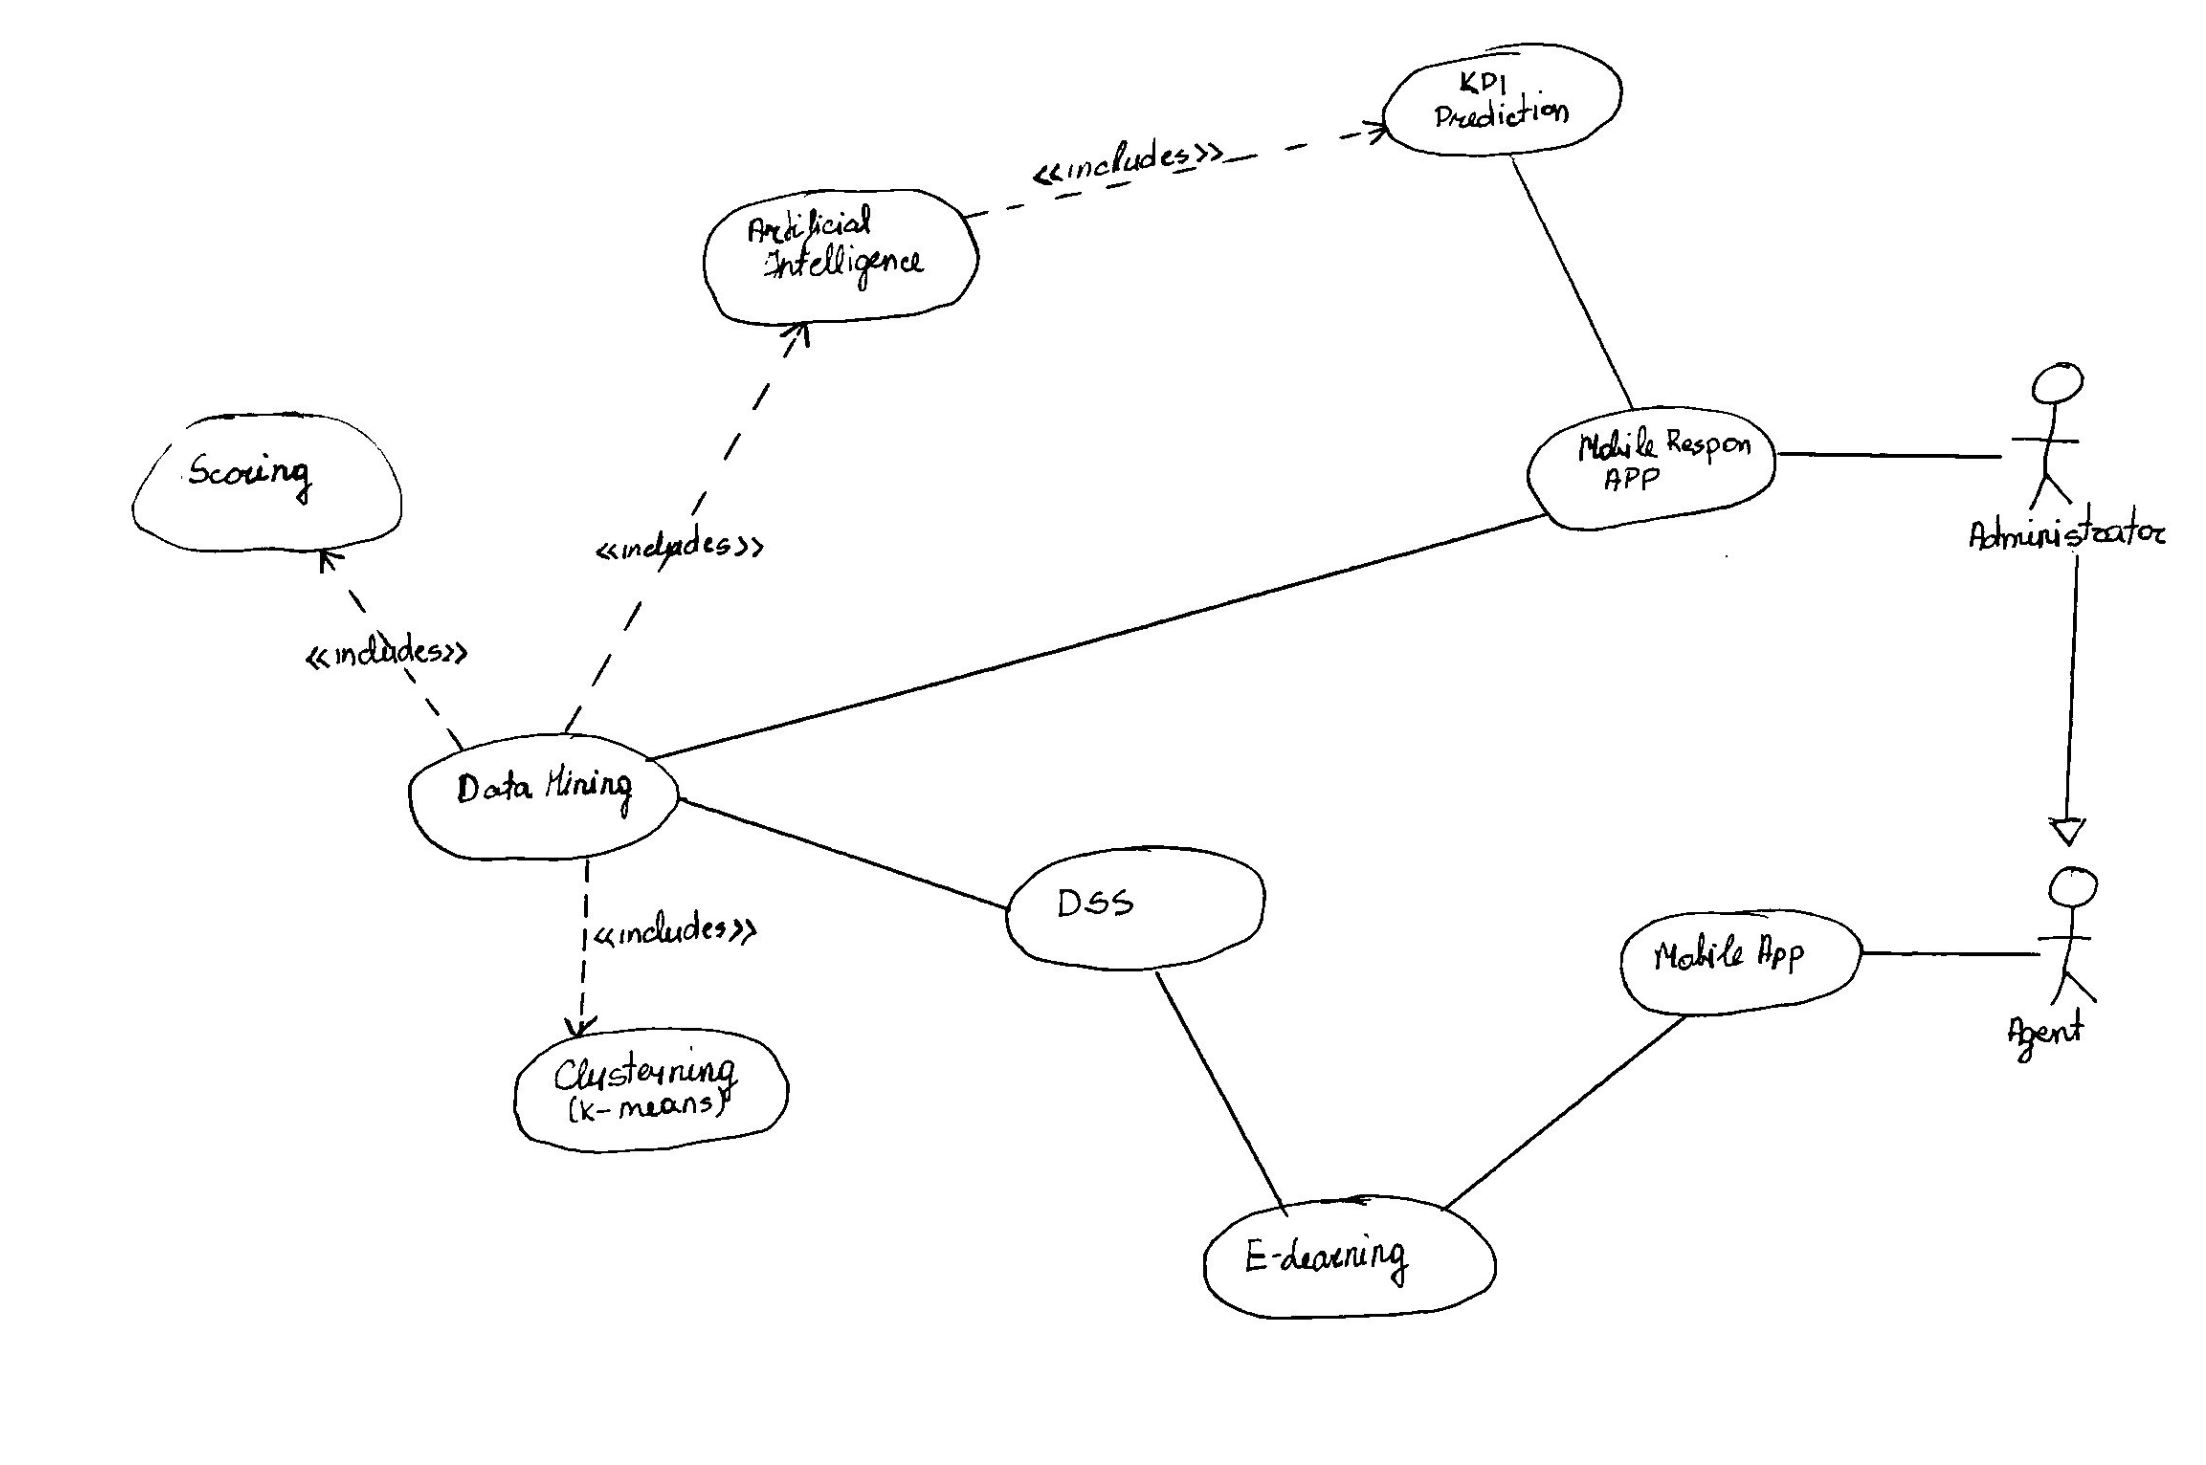 KPI
Prediction
<<includes>>
Artificial
Intelligence
Mobile Respon
APP
Scoring
Administrator
<<includes>>
<<includes>>
Data Mining
DSS
<<includes>>
Mobile App
Agent
Clusterning
(k-means)
E-learning